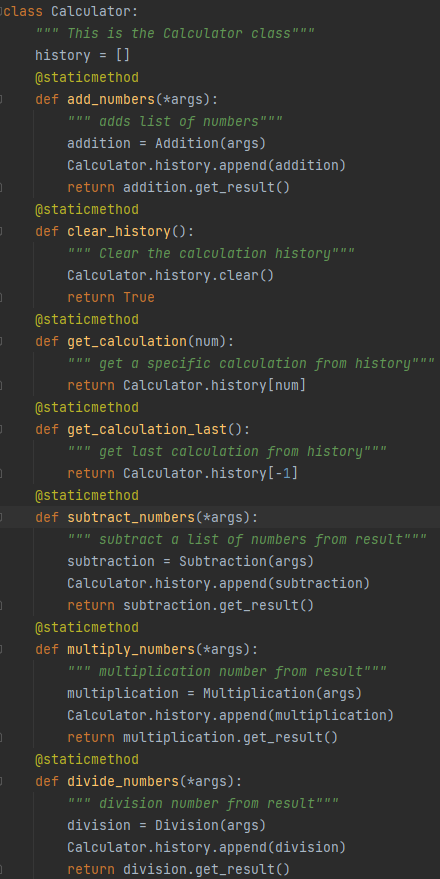 class Calculator:
    """ This is the Calculator class"""
    history = []
    @staticmethod
    def add_numbers(*args):
        """ adds list of numbers"""
        addition = Addition(args)
        Calculator.history.append(addition)
        return addition.get_result()
    @staticmethod
    def clear_history():
        """ Clear the calculation history"""
        Calculator.history.clear()
        return True
    @staticmethod
    def get_calculation(num):
        """ get a specific calculation from history"""
        return Calculator.history[num]
    @staticmethod
    def get_calculation_last():
        """ get last calculation from history"""
        return Calculator.history[-1]
    @staticmethod
    def subtract_numbers(*args):
        """ subtract a list of numbers from result"""
        subtraction = Subtraction(args)
        Calculator.history.append(subtraction)
        return subtraction.get_result()
    @staticmethod
    def multiply_numbers(*args):
        """ multiplication number from result"""
        multiplication = Multiplication(args)
        Calculator.history.append(multiplication)
        return multiplication.get_result()
    @staticmethod
    def divide_numbers(*args):
        """ division number from result"""
        division = Division(args)
        Calculator.history.append(division)
        return division.get_result()